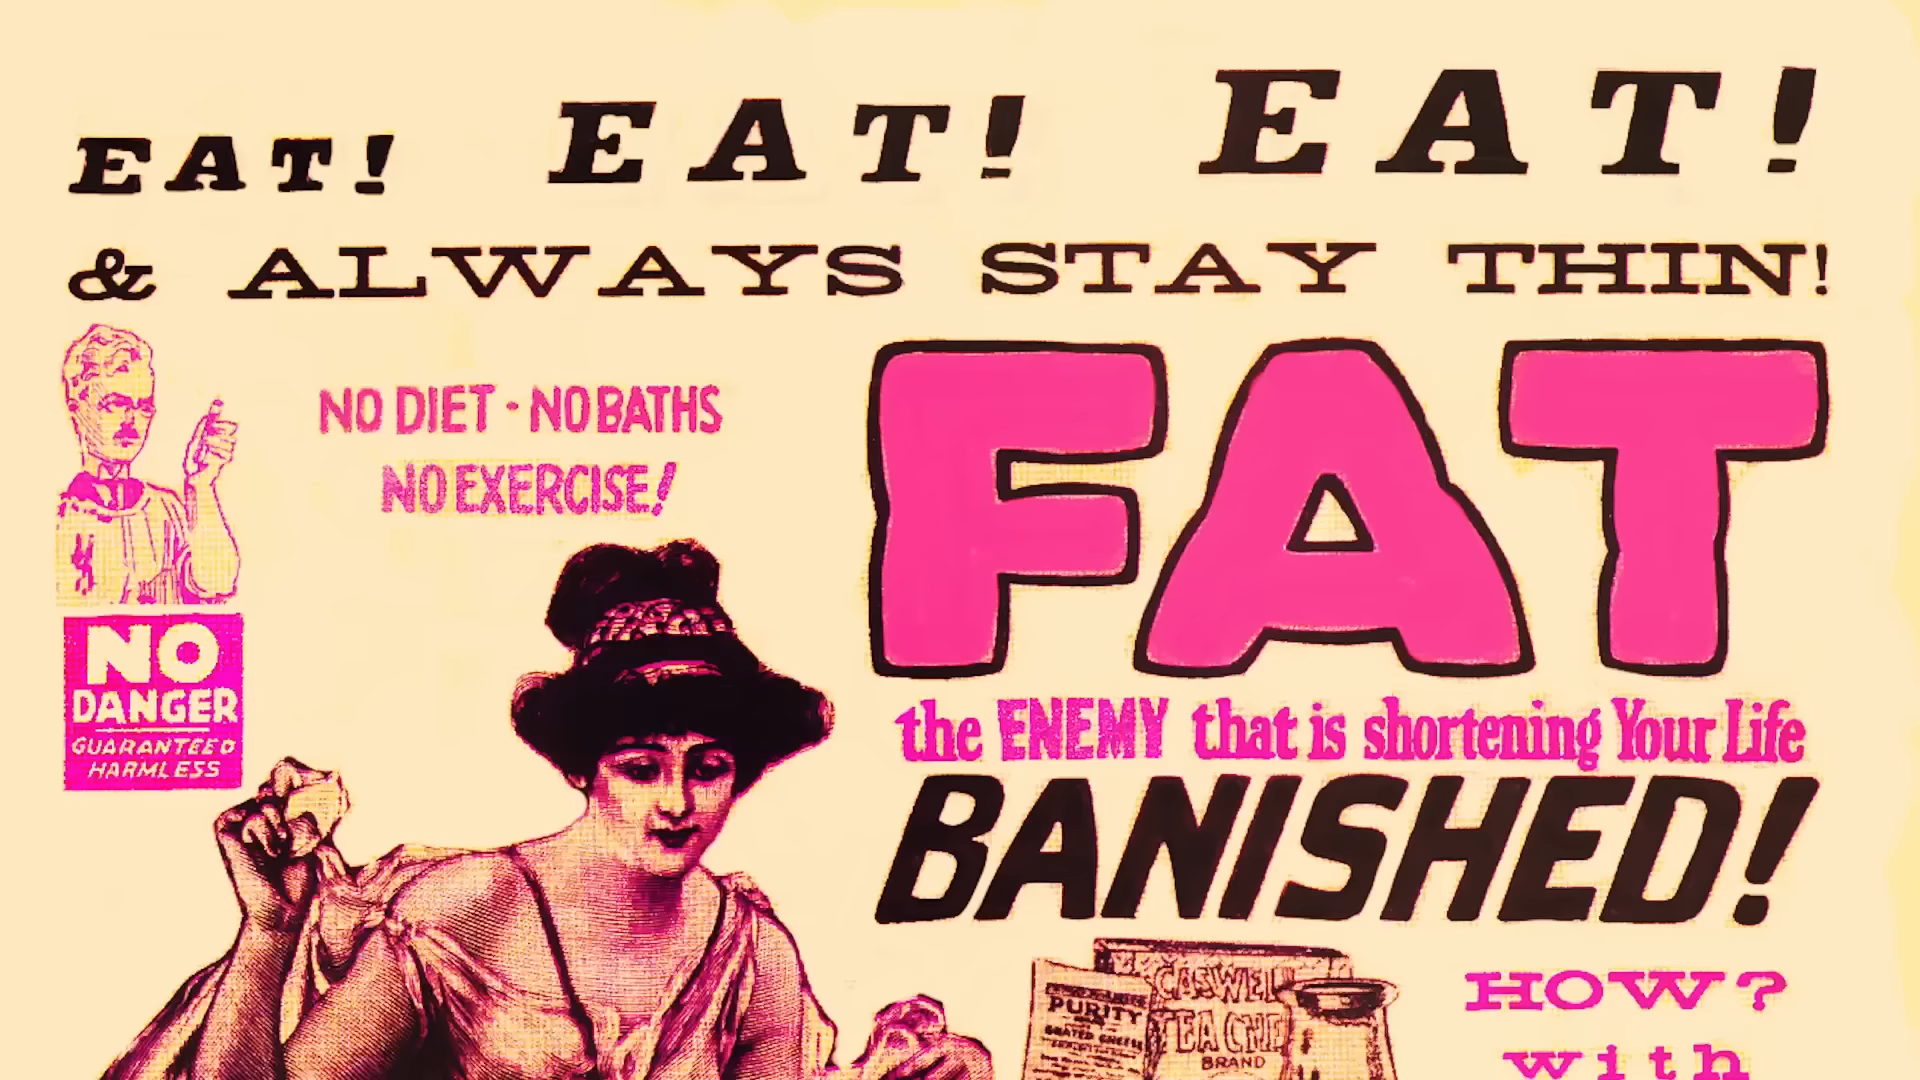 EAT! EAT! EAT!
& ALWAYS STAY THIN!
NO DIET - NO BATHS
NO EXERCISE!
FAT
NO
DANGER
GUARANTEED
HARMLESS
the ENEMY that is shortening Your Life
BANISHED!
PURITY
BRAND
HOW?
with